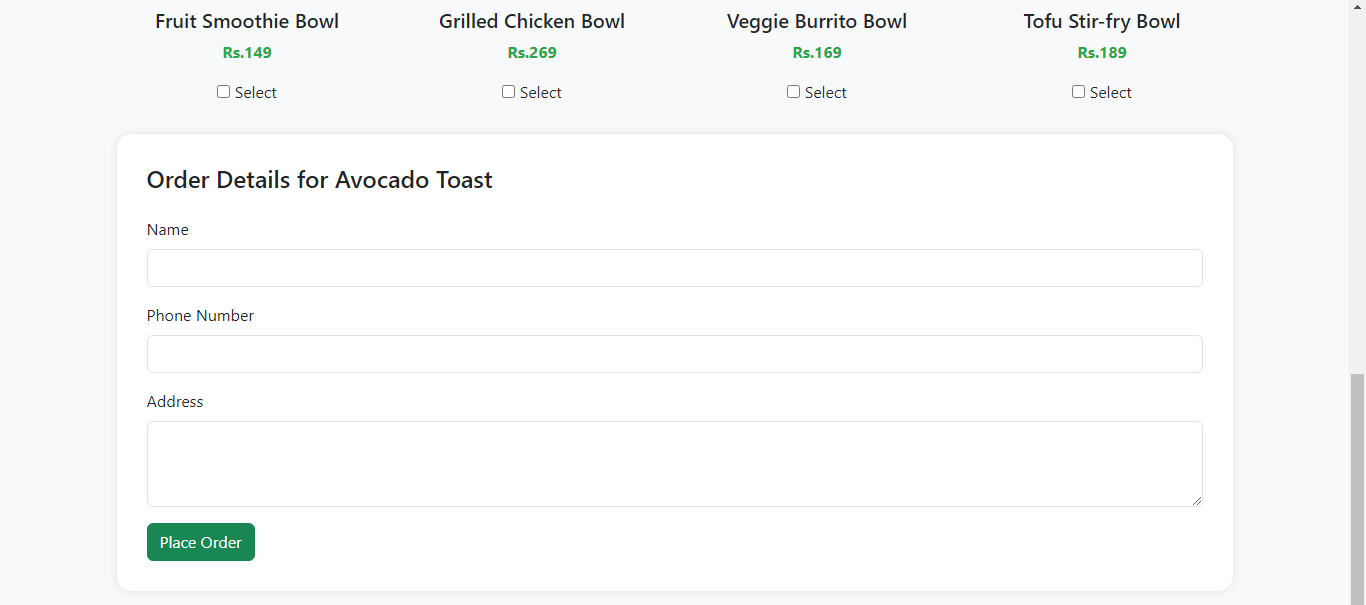 Fruit Smoothie Bowl Grilled Chicken Bowl Veggie Burrito Bowl Tofu Stir-fry Bowl
Rs.149 Rs.269 Rs.169 Rs.189
Select Select Select Select
Order Details for Avocado Toast
Name
Phone Number
Address
Place Order